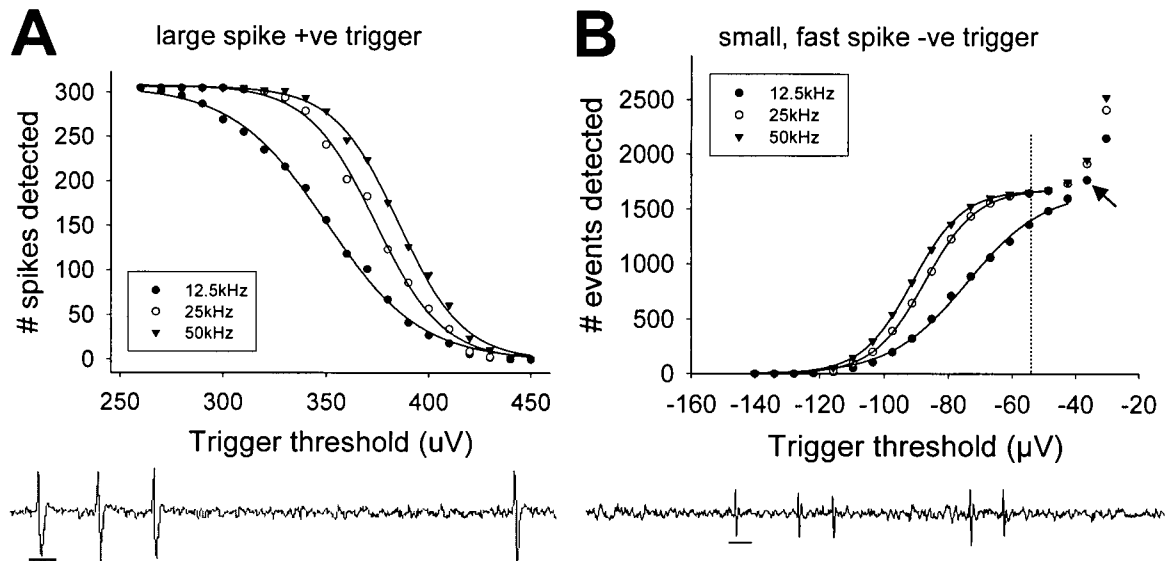 A
large spike +ve trigger
# spikes detected
300
250
200
150
100
50
0
12.5kHz
25kHz
50kHz
250
300
350
400
450
Trigger threshold (uV)
B
small, fast spike -ve trigger
# events detected
2500
2000
1500
1000
500
0
12.5kHz
25kHz
50kHz
-160
-140
-120
-100
-80
-60
-40
-20
Trigger threshold (µV)